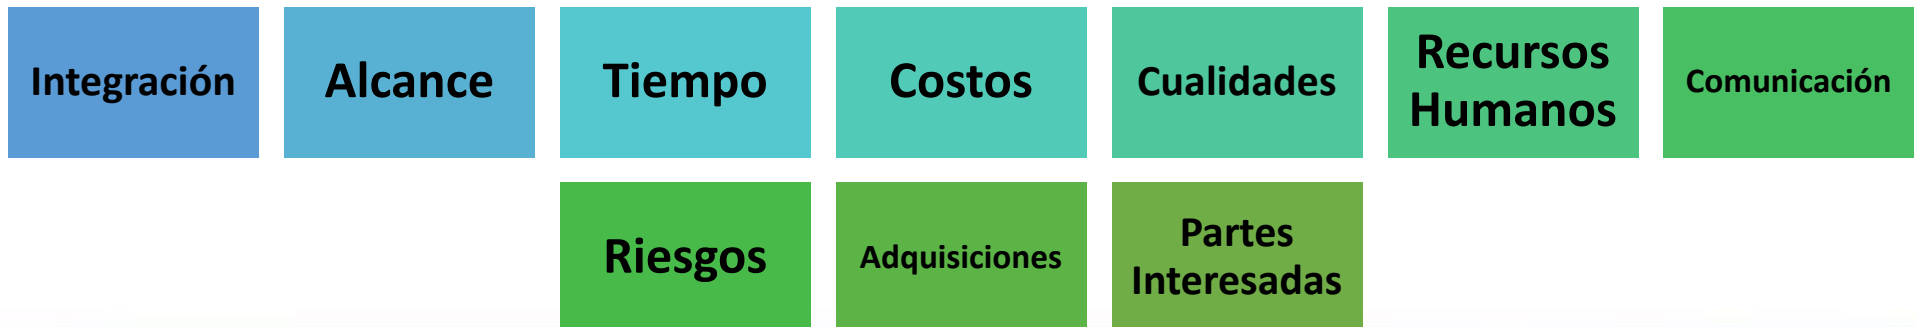 Integración
Alcance
Tiempo
Costos
Cualidades
Recursos
Humanos
Comunicación
Riesgos
Adquisiciones
Partes
Interesadas